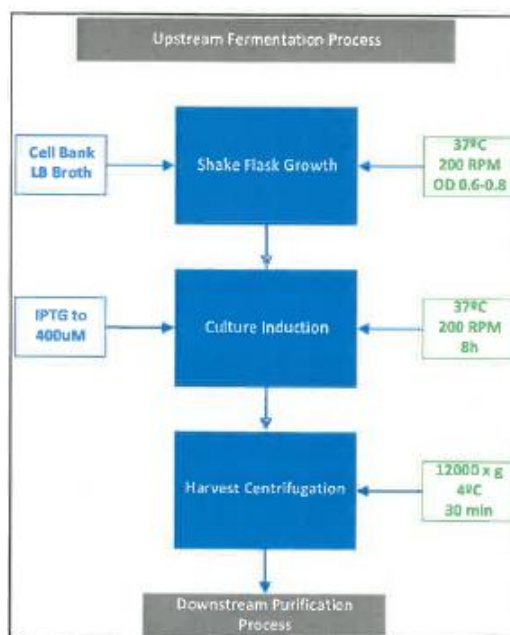 Upstream Fermentation Process
Cell Bank
LB Broth
Shake Flask Growth
37ºC
200 RPM
OD 0.6-0.8
IPTG to
400uM
Culture Induction
37ºC
200 RPM
8h
Harvest Centrifugation
12000 x g
4ºC
30 min
Downstream Purification
Process